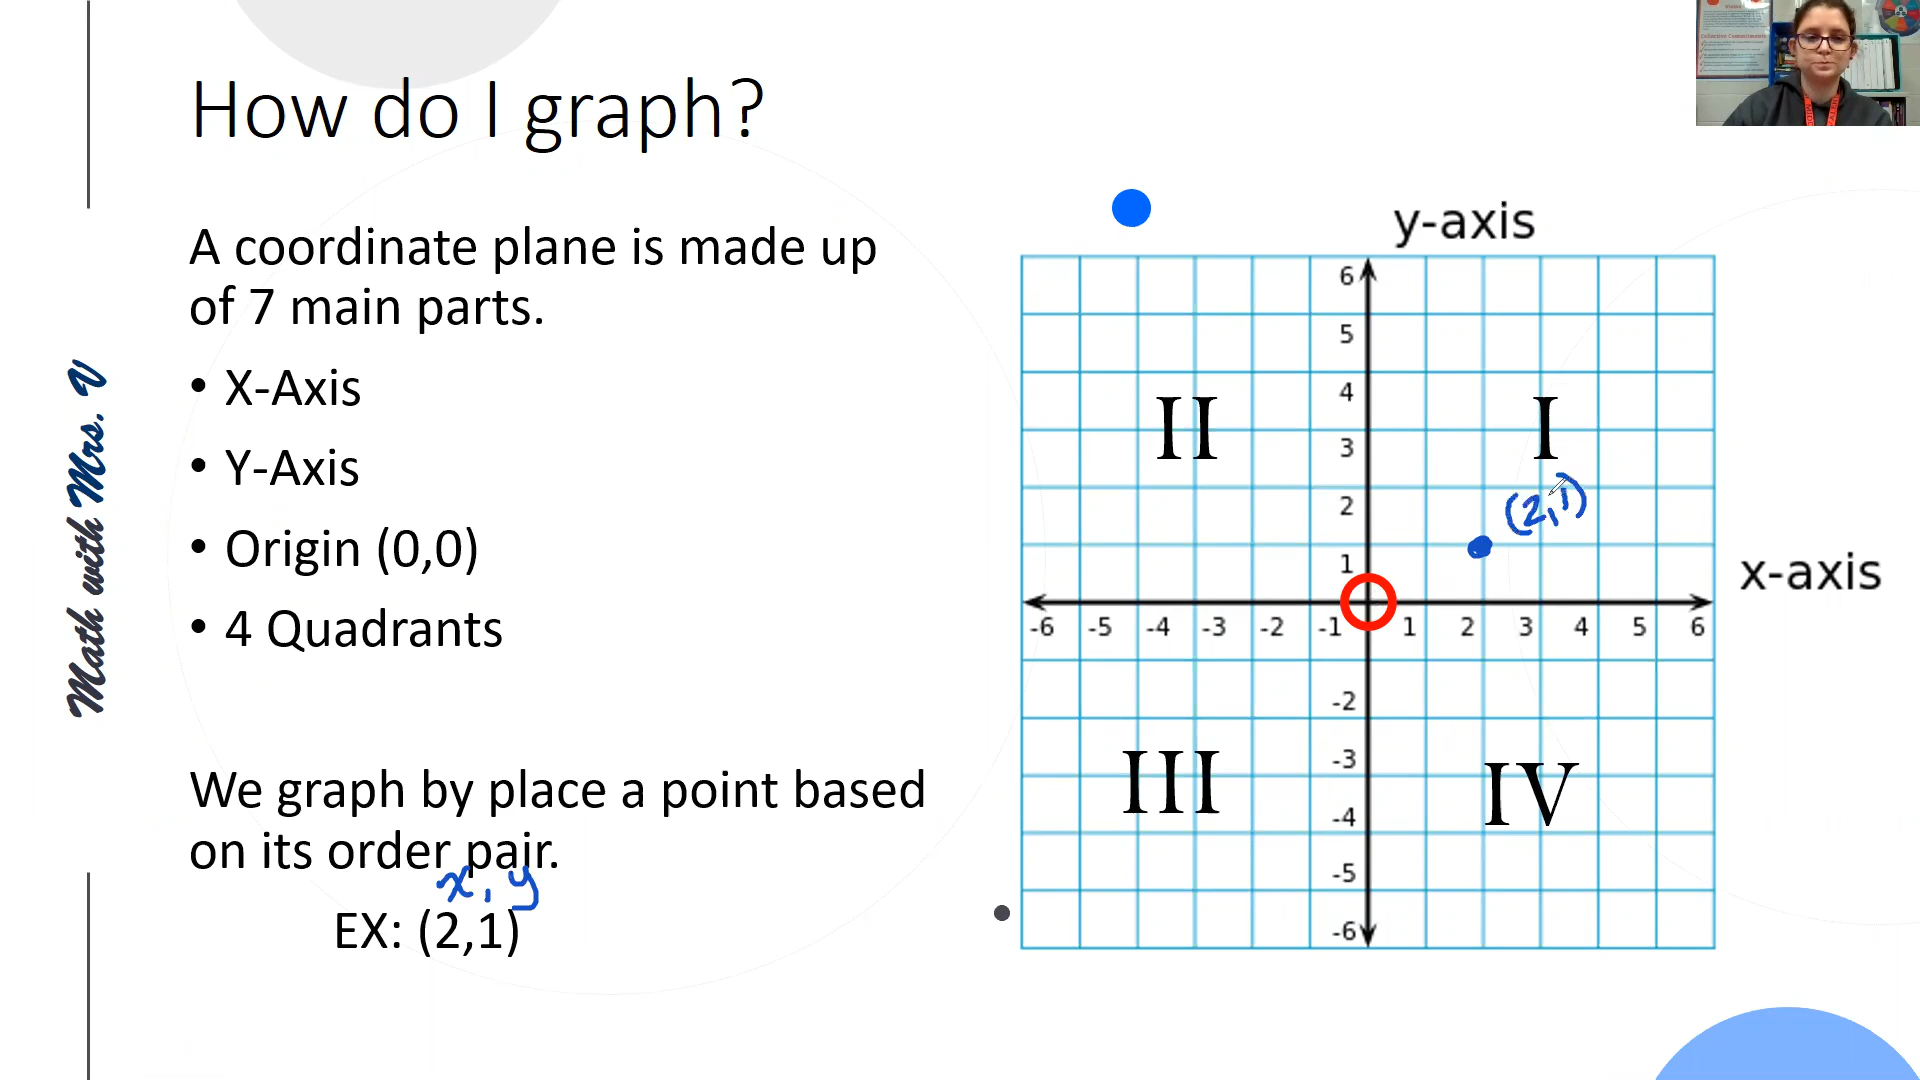 How do I graph?
A coordinate plane is made up
of 7 main parts.
• X-Axis
• Y-Axis
• Origin (0,0)
• 4 Quadrants
We graph by place a point based
on its order pair.
x, y
EX: (2,1)
Math with Mrs. V
y-axis
6
5
4
II I
3
(2,1)
2
1
x-axis
-6 -5 -4 -3 -2 -1 1 2 3 4 5 6
-2
-3
III IV
-4
-5
-6